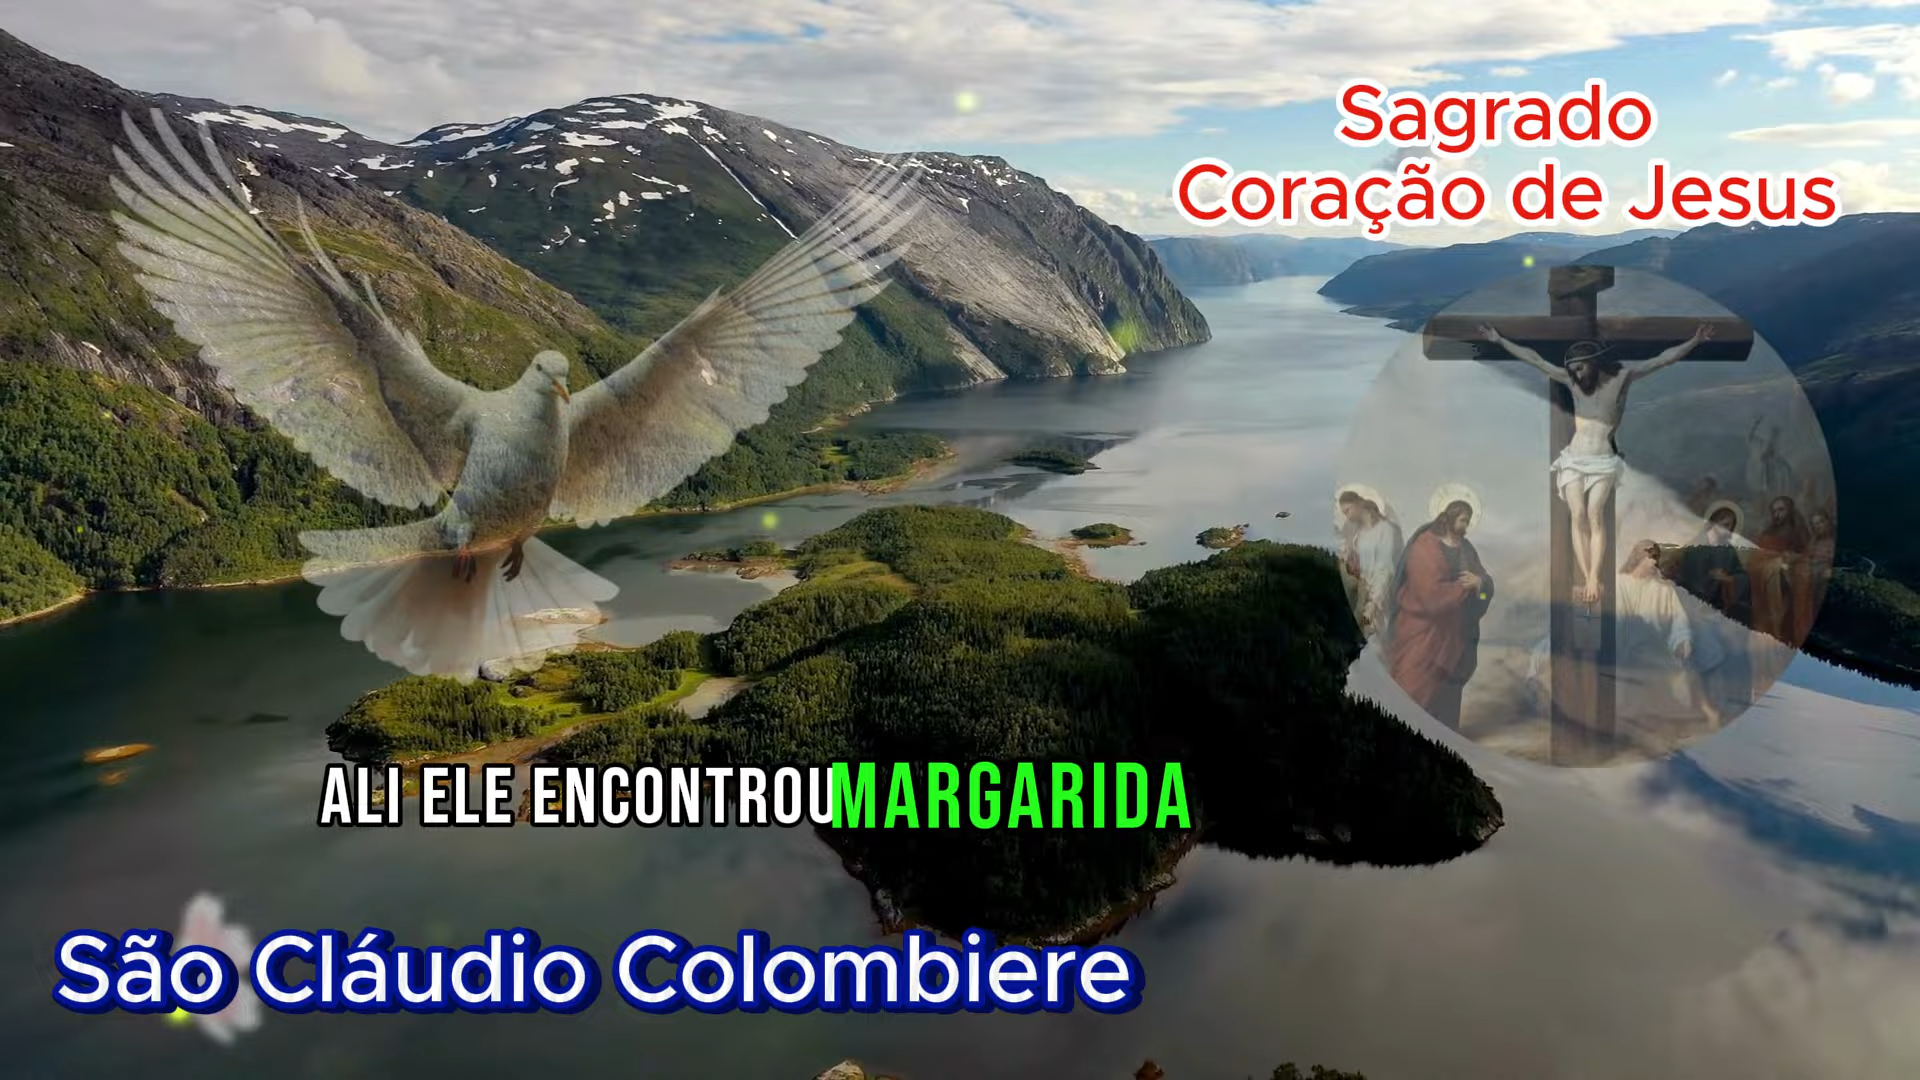 Sagrado
Coração de Jesus
ALI ELE ENCONTROU MARGARIDA
São Cláudio Colombiere